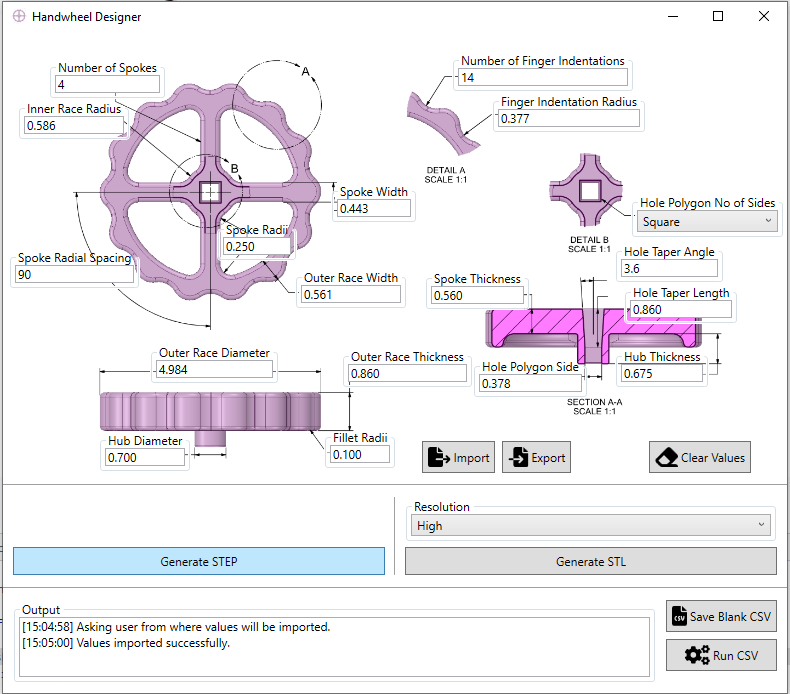 Handwheel Designer
Number of Spokes
4
A
Number of Finger Indentations
14
Inner Race Radius
0.586
Finger Indentation Radius
0.377
B
DETAIL A
SCALE 1:1
Spoke Width
0.443
Hole Polygon No of Sides
Square
Spoke Radii
0.250
DETAIL B
SCALE 1:1
Hole Taper Angle
3.6
Spoke Radial Spacing
90
Outer Race Width
0.561
Spoke Thickness
0.560
Hole Taper Length
0.860
Outer Race Diameter
4.984
Outer Race Thickness
0.860
Hole Polygon Side
0.378
Hub Thickness
0.675
SECTION A-A
SCALE 1:1
Hub Diameter
0.700
Fillet Radii
0.100
Import
Export
Clear Values
Resolution
High
Generate STEP
Generate STL
Output
[15:04:58] Asking user from where values will be imported.
[15:05:00] Values imported successfully.
CSV
Save Blank CSV
Run CSV